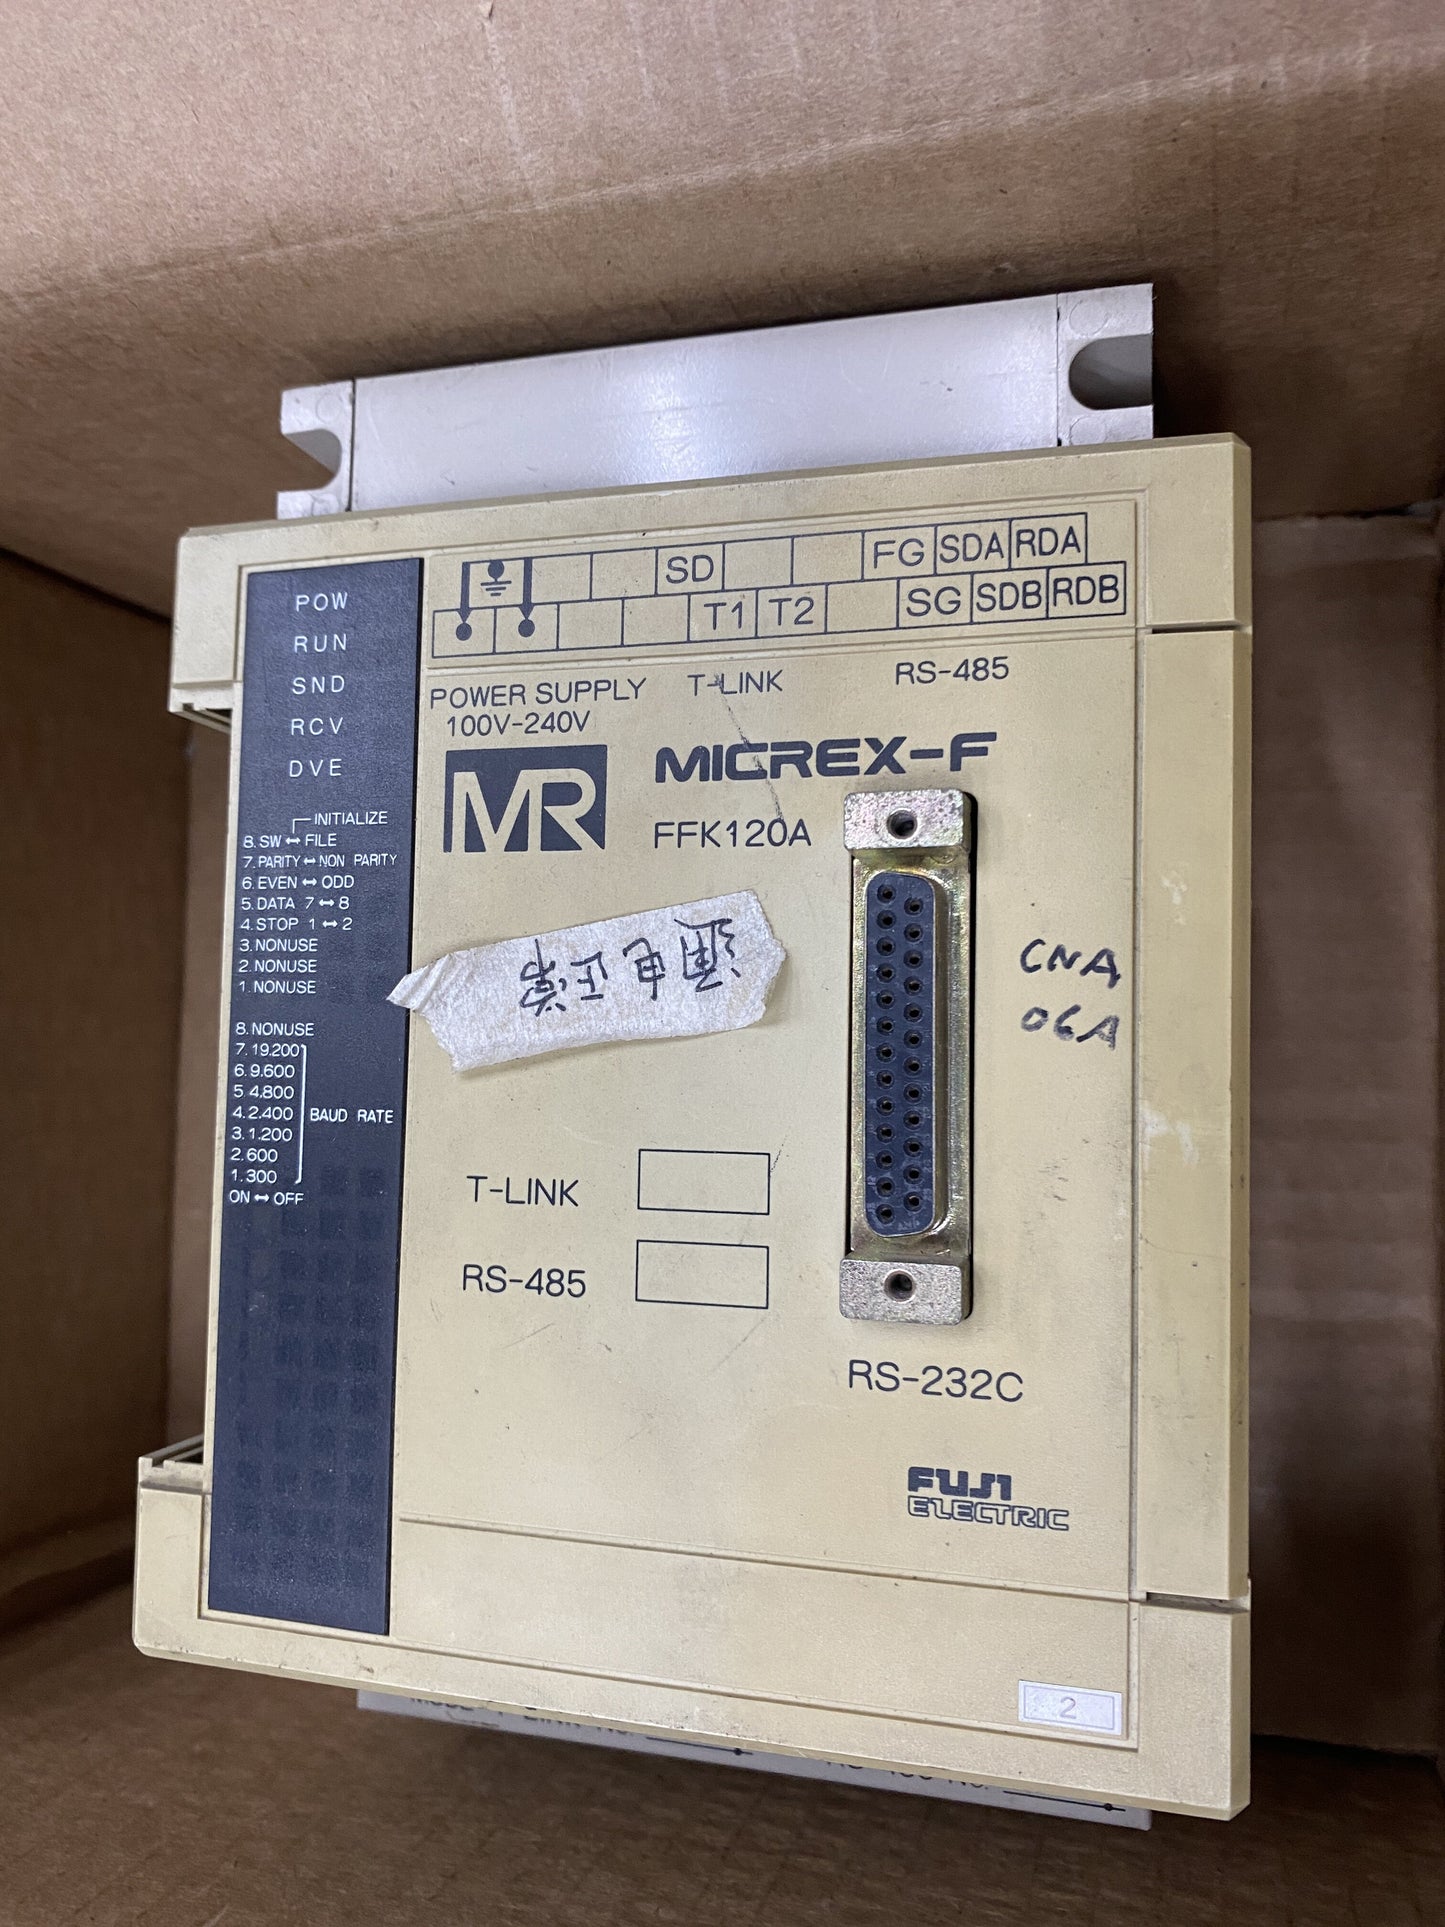 SD FG SDA RDA
T1 T2 SG SDB RDB
POWER SUPPLY T-LINK RS-485
100V-240V
POW
RUN
SND
RCV
DVE
INITIALIZE
8. SW ↔ FILE
7. PARITY ↔ NON PARITY
6. EVEN ↔ ODD
5. DATA 7 ↔ 8
4. STOP 1 ↔ 2
3. NONUSE
2. NONUSE
1. NONUSE
8. NONUSE
7. 19.200
6. 9.600
5 4.800
4. 2.400
3. 1.200
2. 600
1. 300
BAUD RATE
ON ↔ OFF
MR
MICREX-F
FFK120A
通电正常
CNA
06A
T-LINK
RS-485
RS-232C
FUJI
ELECTRIC
2